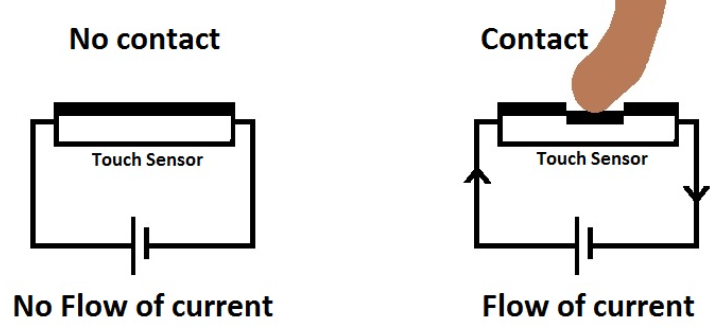 No contact
Contact
Touch Sensor
Touch Sensor
No Flow of current
Flow of current